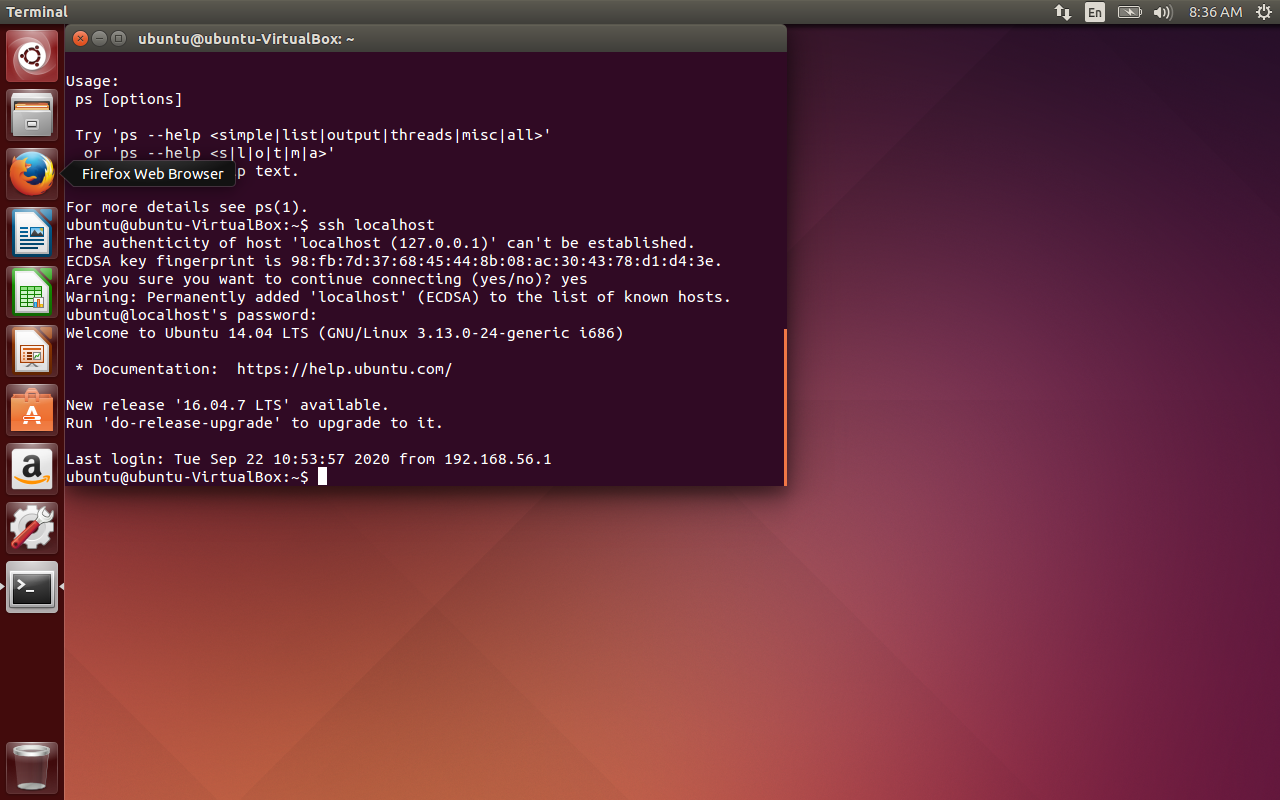 Terminal
En
8:36 AM
ubuntu@ubuntu-VirtualBox: ~
Usage:
ps [options]
Try 'ps --help <simple|list|output|threads|misc|all>'
or 'ps --help <s|l|o|t|m|a>'
Firefox Web Browser
text.
For more details see ps(1).
ubuntu@ubuntu-VirtualBox:~$ ssh localhost
The authenticity of host 'localhost (127.0.0.1)' can't be established.
ECDSA key fingerprint is 98:fb:7d:37:68:45:44:8b:08:ac:30:43:78:d1:d4:3e.
Are you sure you want to continue connecting (yes/no)? yes
Warning: Permanently added 'localhost' (ECDSA) to the list of known hosts.
ubuntu@localhost's password:
Welcome to Ubuntu 14.04 LTS (GNU/Linux 3.13.0-24-generic i686)
* Documentation:  https://help.ubuntu.com/
New release '16.04.7 LTS' available.
Run 'do-release-upgrade' to upgrade to it.
Last login: Tue Sep 22 10:53:57 2020 from 192.168.56.1
ubuntu@ubuntu-VirtualBox:~$